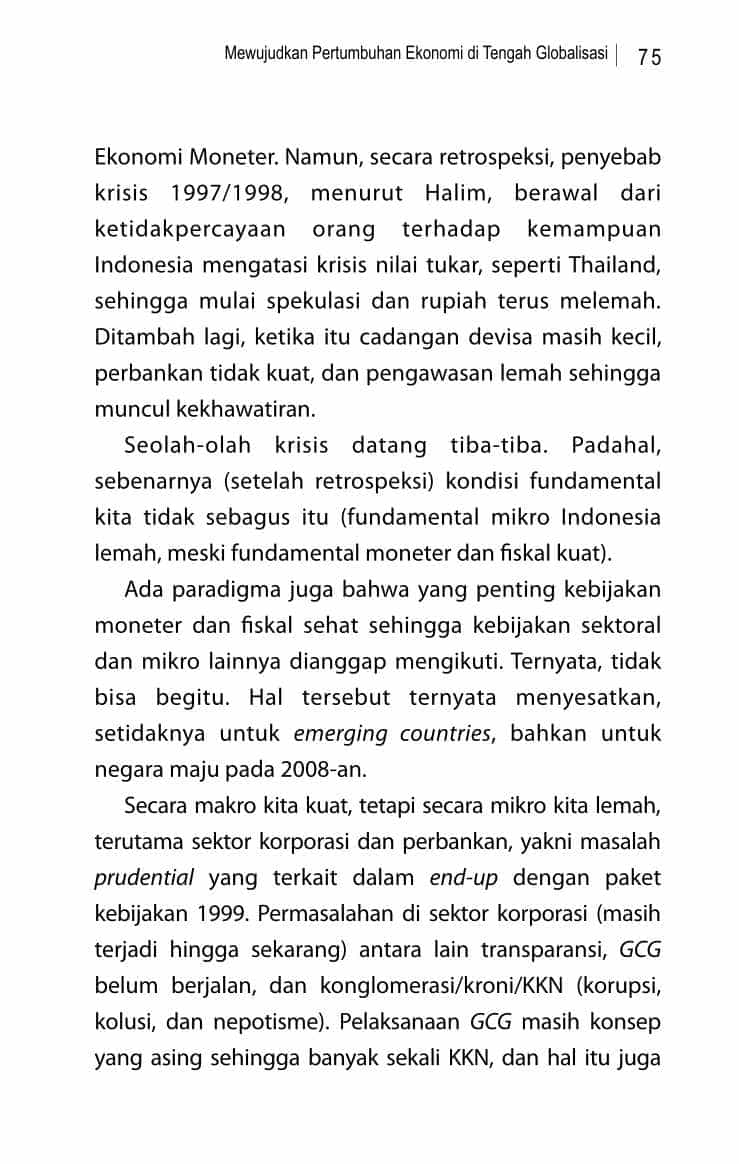 Mewujudkan Pertumbuhan Ekonomi di Tengah Globalisasi | 75
Ekonomi Moneter. Namun, secara retrospeksi, penyebab
krisis 1997/1998, menurut Halim, berawal dari
ketidakpercayaan orang terhadap kemampuan
Indonesia mengatasi krisis nilai tukar, seperti Thailand,
sehingga mulai spekulasi dan rupiah terus melemah.
Ditambah lagi, ketika itu cadangan devisa masih kecil,
perbankan tidak kuat, dan pengawasan lemah sehingga
muncul kekhawatiran.
Seolah-olah krisis datang tiba-tiba. Padahal,
sebenarnya (setelah retrospeksi) kondisi fundamental
kita tidak sebagus itu (fundamental mikro Indonesia
lemah, meski fundamental moneter dan fiskal kuat).
Ada paradigma juga bahwa yang penting kebijakan
moneter dan fiskal sehat sehingga kebijakan sektoral
dan mikro lainnya dianggap mengikuti. Ternyata, tidak
bisa begitu. Hal tersebut ternyata menyesatkan,
setidaknya untuk emerging countries, bahkan untuk
negara maju pada 2008-an.
Secara makro kita kuat, tetapi secara mikro kita lemah,
terutama sektor korporasi dan perbankan, yakni masalah
prudential yang terkait dalam end-up dengan paket
kebijakan 1999. Permasalahan di sektor korporasi (masih
terjadi hingga sekarang) antara lain transparansi, GCG
belum berjalan, dan konglomerasi/kroni/KKN (korupsi,
kolusi, dan nepotisme). Pelaksanaan GCG masih konsep
yang asing sehingga banyak sekali KKN, dan hal itu juga